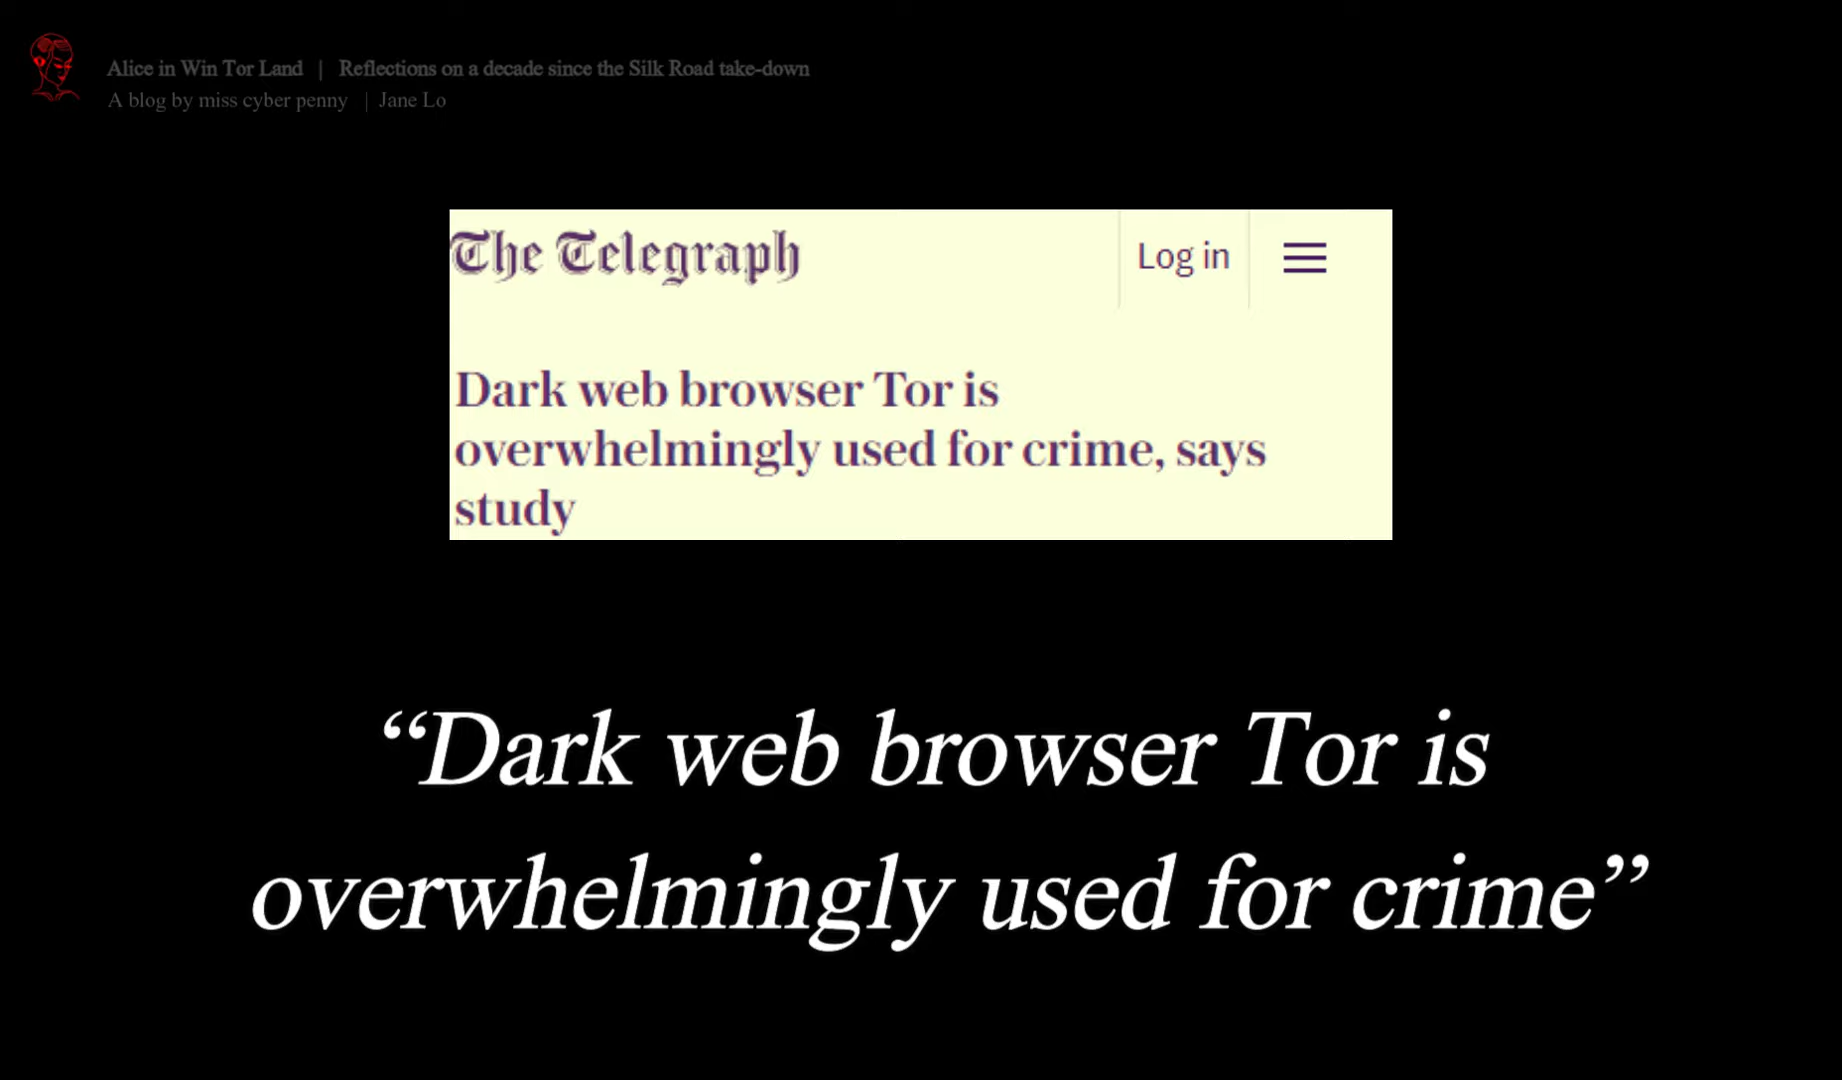 Alice in Win Tor Land | Reflections on a decade since the Silk Road take-down
A blog by miss cyber penny | Jane Lo
The Telegraph
Log in
Dark web browser Tor is
overwhelmingly used for crime, says
study
“Dark web browser Tor is
overwhelmingly used for crime”